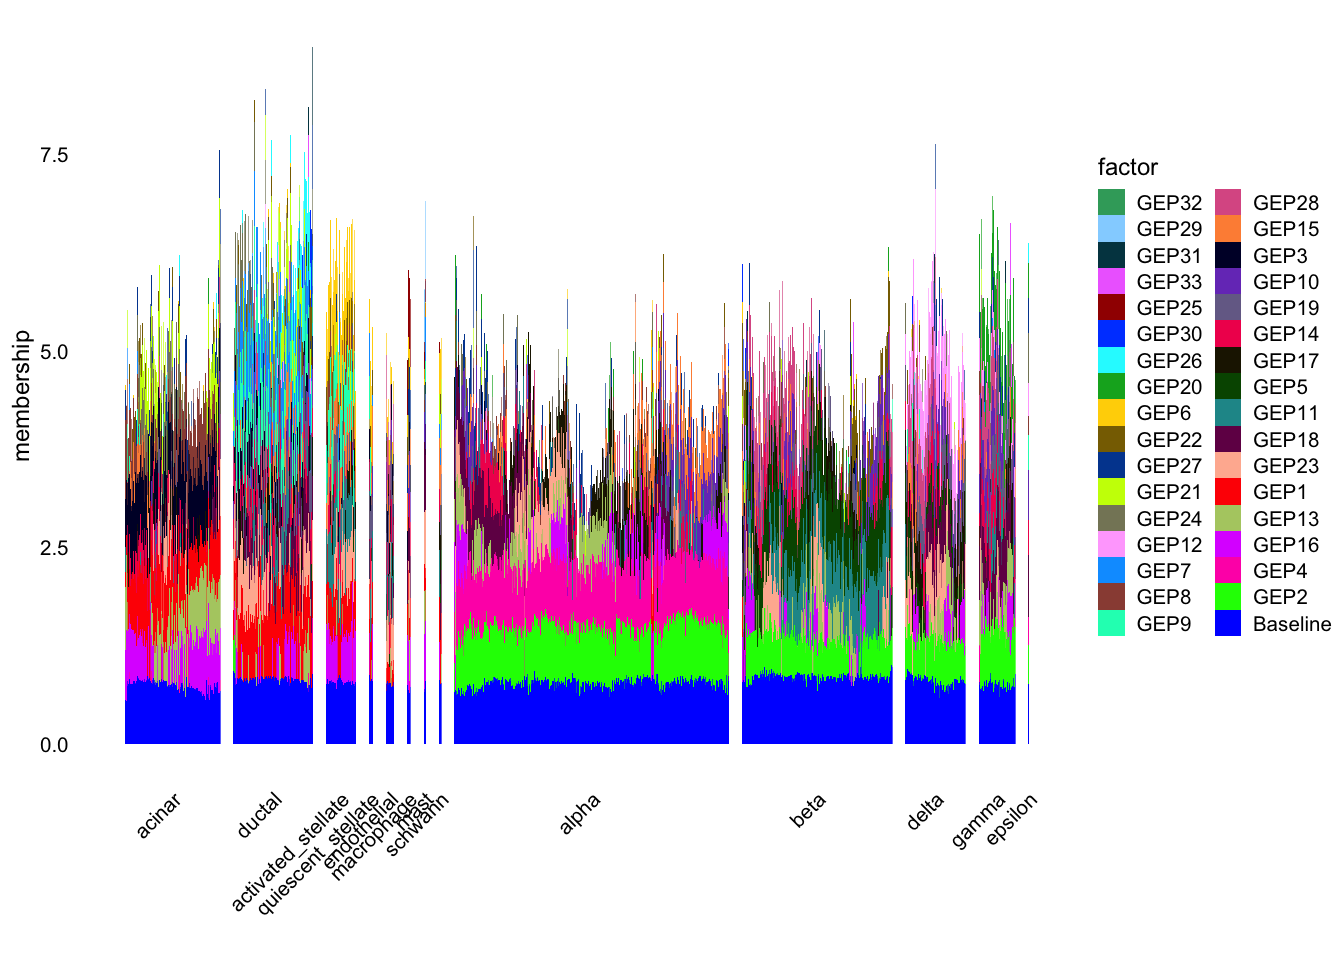 membership
7.5
5.0
2.5
0.0
acinar
ductal
activated_stellate
quiescent_stellate
endothelial
macrophage
mast
schwann
alpha
beta
delta
gamma
epsilon
factor
GEP32 GEP28
GEP29 GEP15
GEP31 GEP3
GEP33 GEP10
GEP25 GEP19
GEP30 GEP14
GEP26 GEP17
GEP20 GEP5
GEP6 GEP11
GEP22 GEP18
GEP27 GEP23
GEP21 GEP1
GEP24 GEP13
GEP12 GEP16
GEP7 GEP4
GEP8 GEP2
GEP9 Baseline